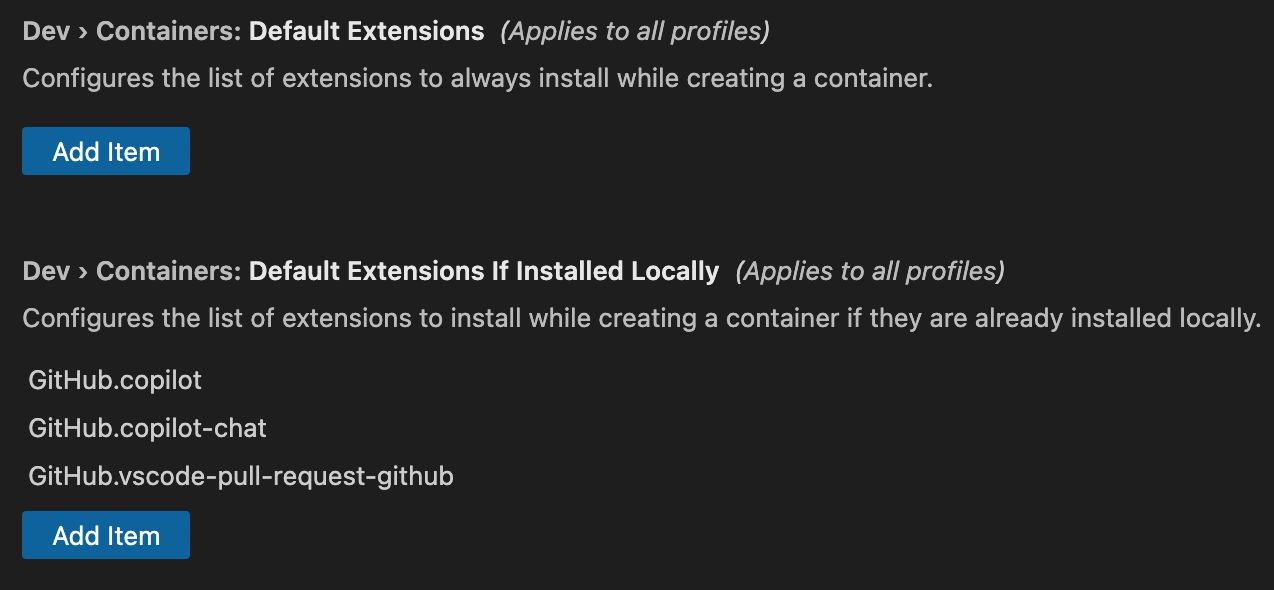 Dev › Containers: Default Extensions (Applies to all profiles)
Configures the list of extensions to always install while creating a container.
Add Item
Dev › Containers: Default Extensions If Installed Locally (Applies to all profiles)
Configures the list of extensions to install while creating a container if they are already installed locally.
GitHub.copilot
GitHub.copilot-chat
GitHub.vscode-pull-request-github
Add Item